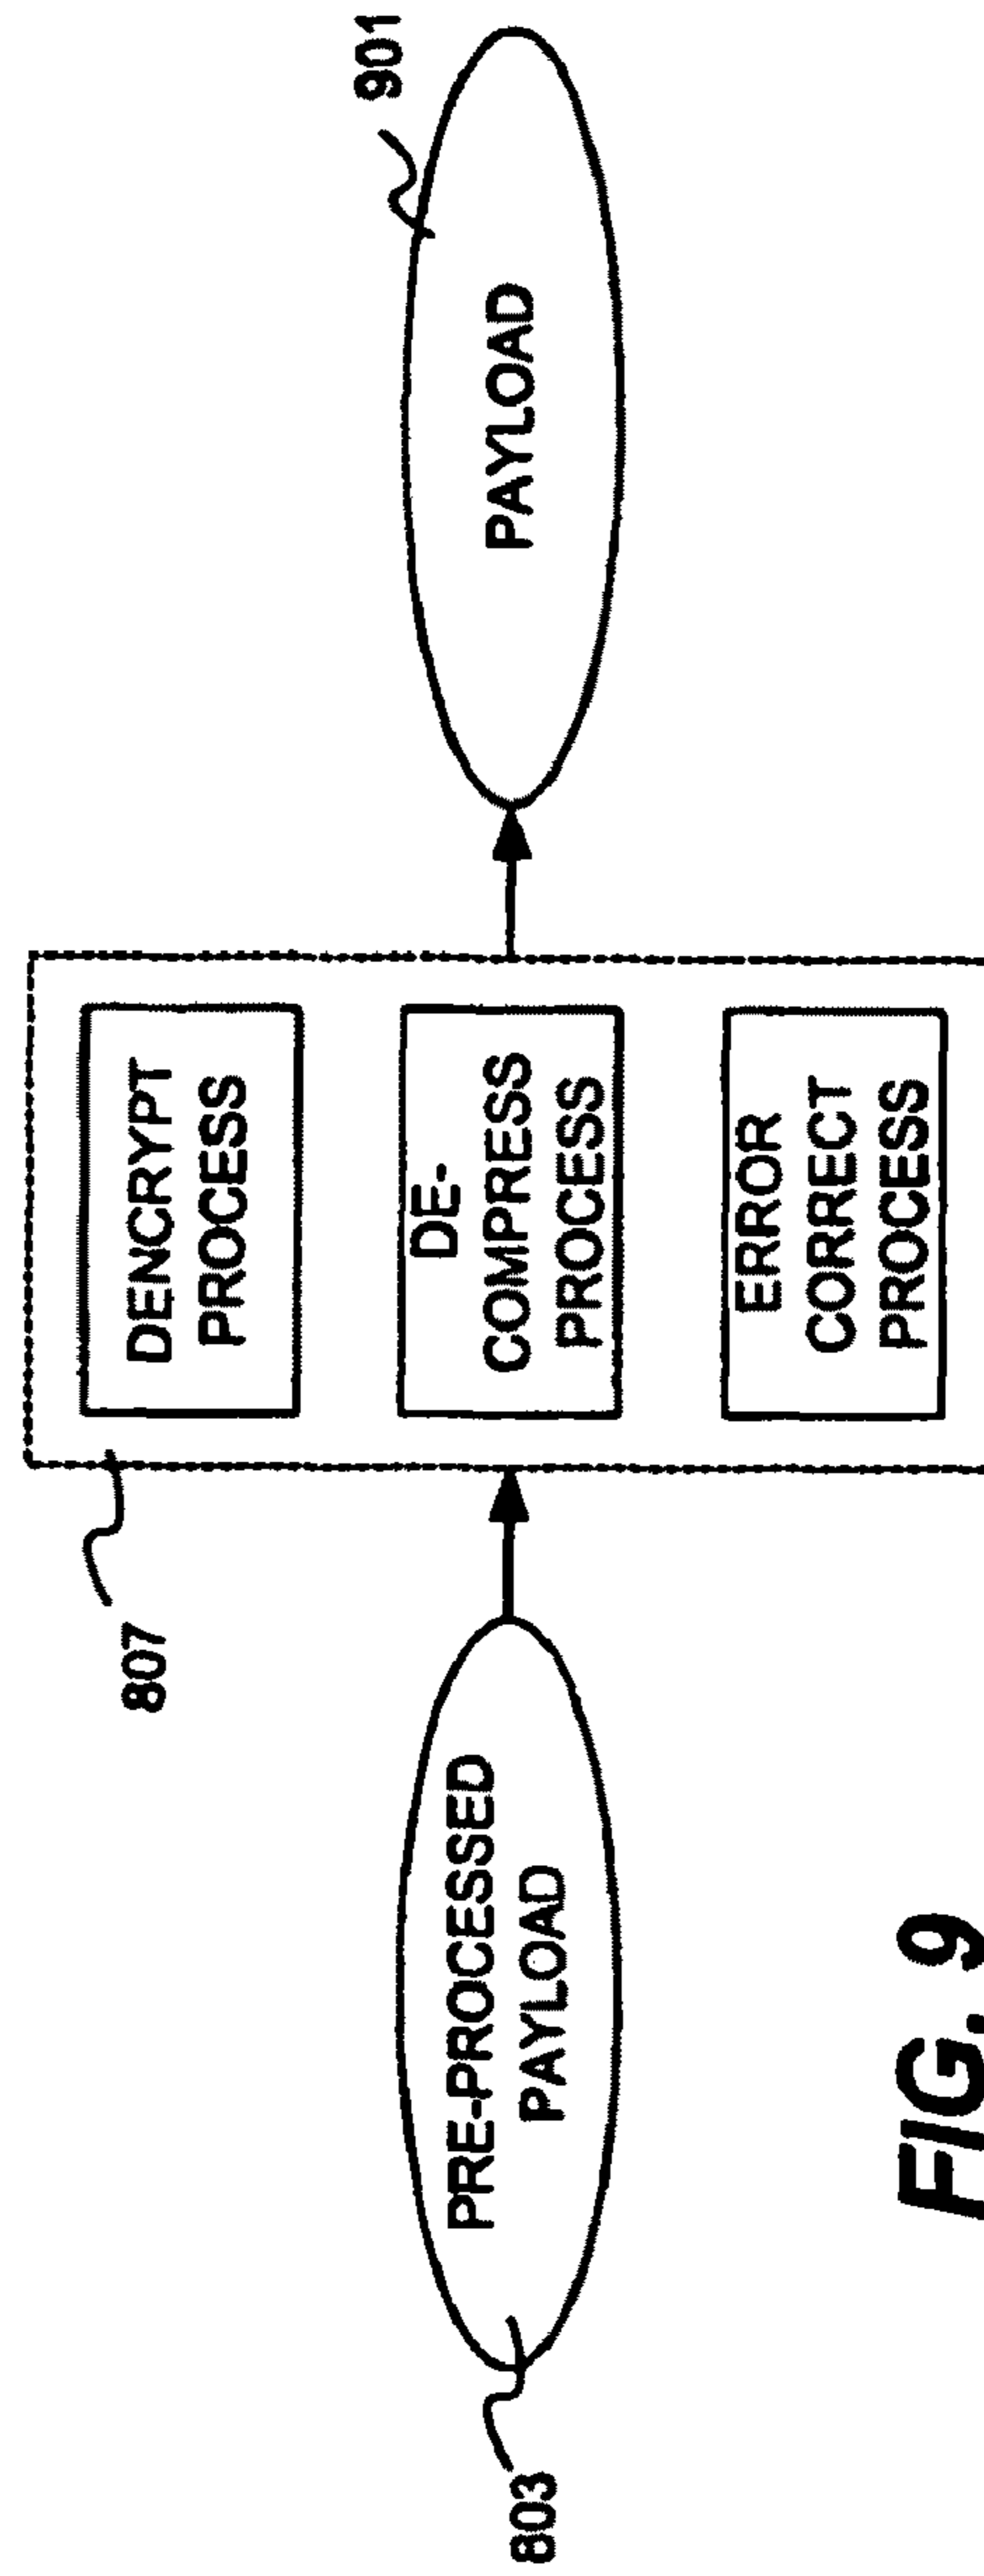 803
PRE-PROCESSED
PAYLOAD
807
DENCRYPT
PROCESS
DE-
COMPRESS
PROCESS
ERROR
CORRECT
PROCESS
901
PAYLOAD
FIG. 9